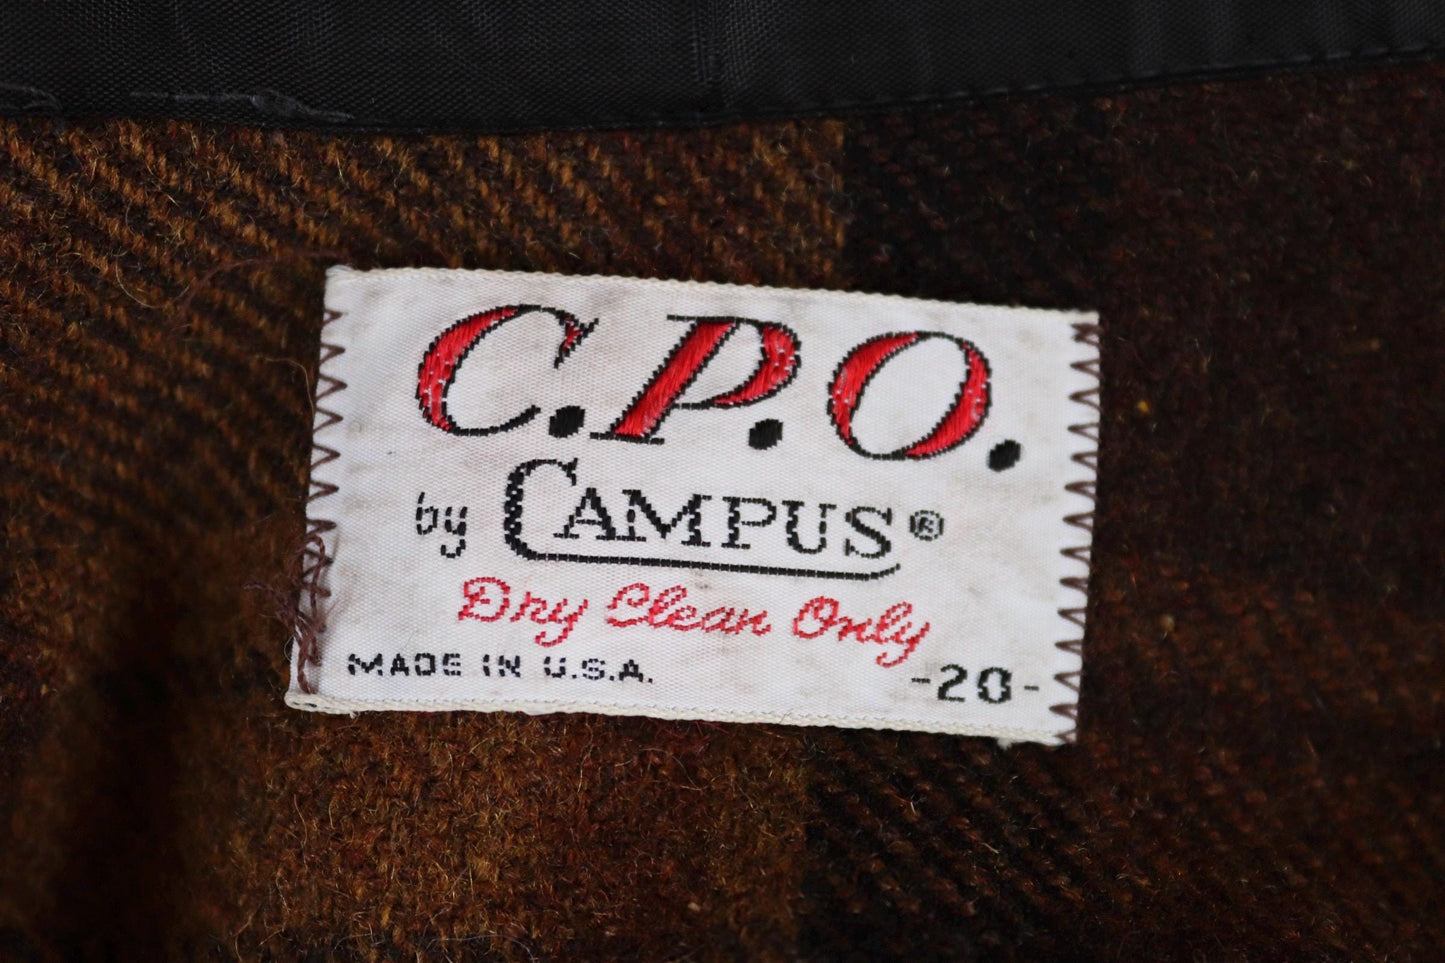 C.P.O.
by CAMPUS®
Dry Clean Only
MADE IN U.S.A.
-20-